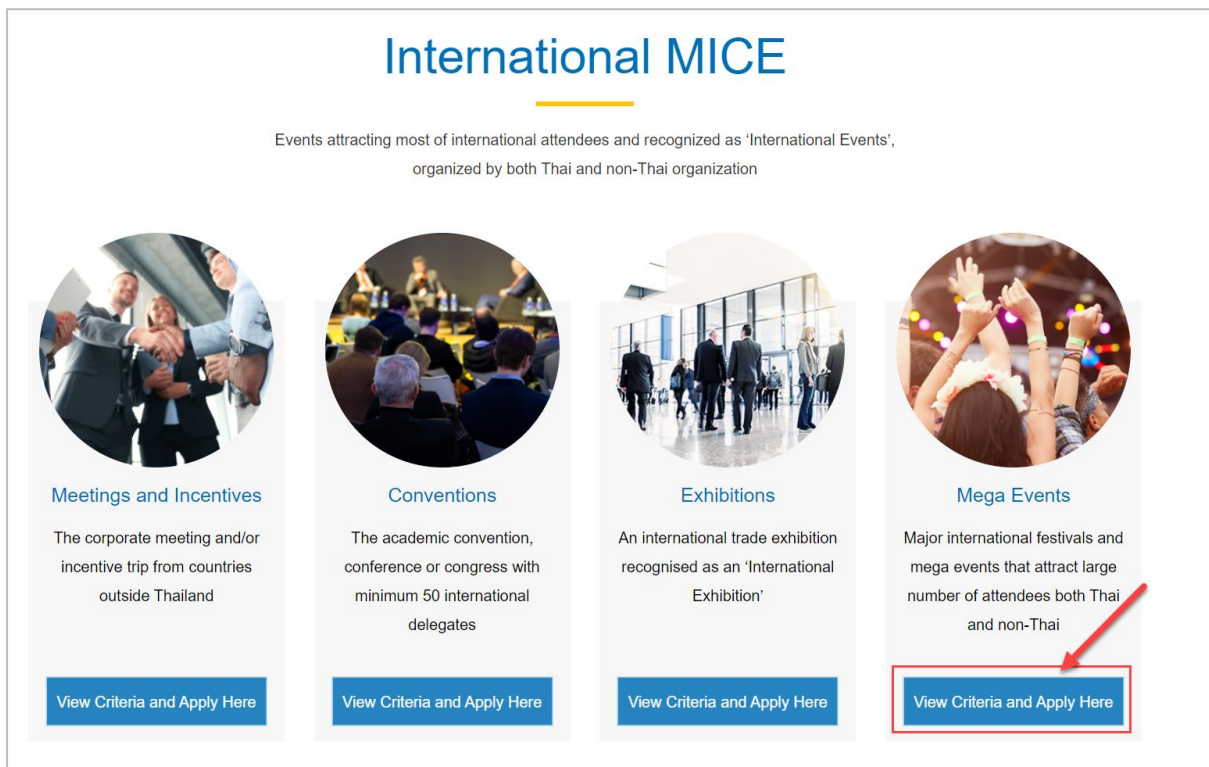 International MICE
Events attracting most of international attendees and recognized as ‘International Events’,
organized by both Thai and non-Thai organization
Meetings and Incentives
The corporate meeting and/or
incentive trip from countries
outside Thailand
View Criteria and Apply Here
Conventions
The academic convention,
conference or congress with
minimum 50 international
delegates
View Criteria and Apply Here
Exhibitions
An international trade exhibition
recognised as an ‘International
Exhibition’
View Criteria and Apply Here
Mega Events
Major international festivals and
mega events that attract large
number of attendees both Thai
and non-Thai
View Criteria and Apply Here